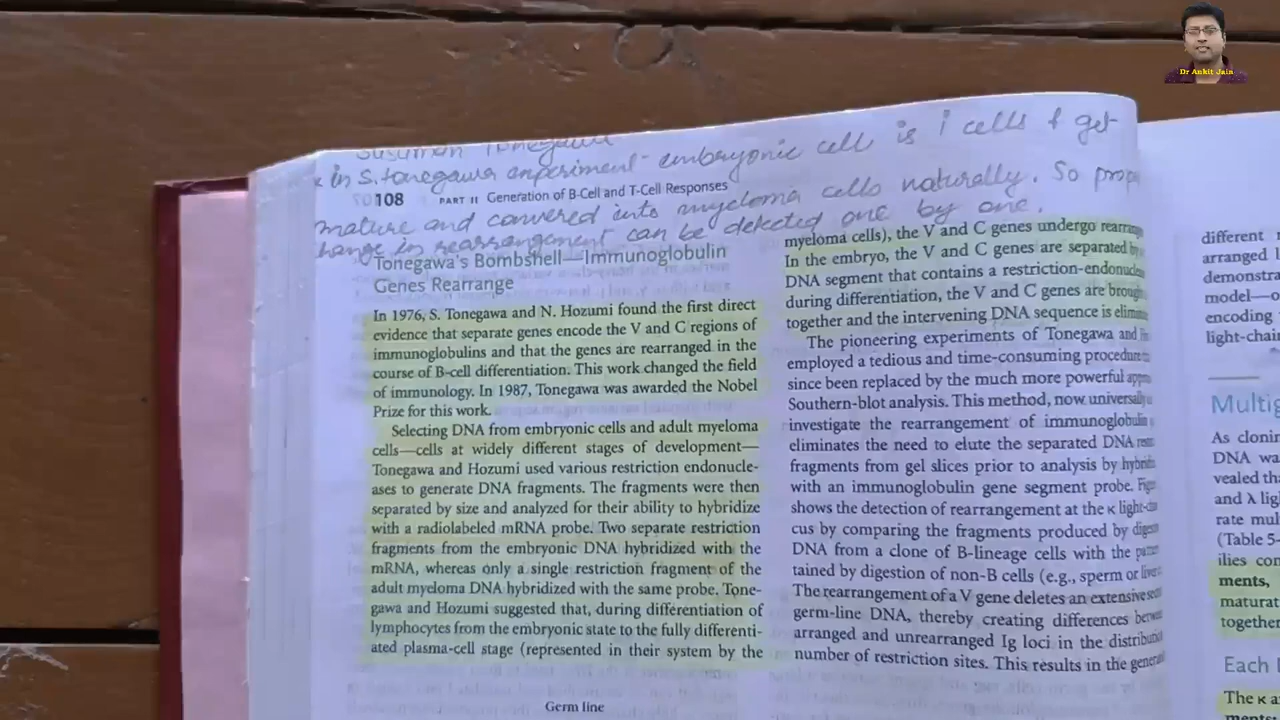 Dr Ankit Jain
Susuman Tonegawa
in S. tonegawa experiment - embryonic cell is 1 cells & get
108 PART II Generation of B-Cell and T-Cell Responses
mature and convered into myeloma cells naturally. So
in rearrangement can be detected one by one.
Tonegawa's Bombshell—Immunoglobulin
Genes Rearrange
In 1976, S. Tonegawa and N. Hozumi found the first direct
evidence that separate genes encode the V and C regions of
immunoglobulins and that the genes are rearranged in the
course of B-cell differentiation. This work changed the field
of immunology. In 1987, Tonegawa was awarded the Nobel
Prize for this work.
Selecting DNA from embryonic cells and adult myeloma
cells—cells at widely different stages of development—
Tonegawa and Hozumi used various restriction endonucle-
ases to generate DNA fragments. The fragments were then
separated by size and analyzed for their ability to hybridize
with a radiolabeled mRNA probe. Two separate restriction
fragments from the embryonic DNA hybridized with the
mRNA, whereas only a single restriction fragment of the
adult myeloma DNA hybridized with the same probe. Tone-
gawa and Hozumi suggested that, during differentiation of
lymphocytes from the embryonic state to the fully differenti-
ated plasma-cell stage (represented in their system by the
Germ line
myeloma cells), the V and C genes undergo
In the embryo, the V and C genes are separated
DNA segment that contains a
during differentiation, the V and C genes are
together and the intervening DNA sequence is
The pioneering experiments of Tonegawa and
employed a tedious and time-consuming
since been replaced by the much more powerful
Southern-blot analysis. This method, now
investigate the rearrangement of immunoglobulin
eliminates the need to elute the separated DNA
fragments from gel slices prior to analysis by
with an immunoglobulin gene segment probe.
shows the detection of rearrangement at the κ
cus by comparing the fragments produced by
DNA from a clone of B-lineage cells with the
tained by digestion of non-B cells (e.g., sperm or
The rearrangement of a V gene deletes an extensive
germ-line DNA, thereby creating differences
arranged and unrearranged Ig loci in the
number of restriction sites. This results in the
different
arranged
model—
encoding
Multig
As
DNA
and λ
rate
(Table 5-
ilies
ments,
together
Each
The κ